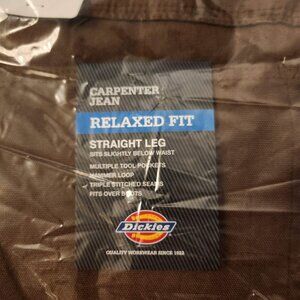 CARPENTER
JEAN
RELAXED FIT
STRAIGHT LEG
SITS SLIGHTLY BELOW WAIST
MULTIPLE TOOL POCKETS
HAMMER LOOP
TRIPLE STITCHED SEAMS
FITS OVER BOOTS
Dickies
QUALITY WORKWEAR SINCE 1922